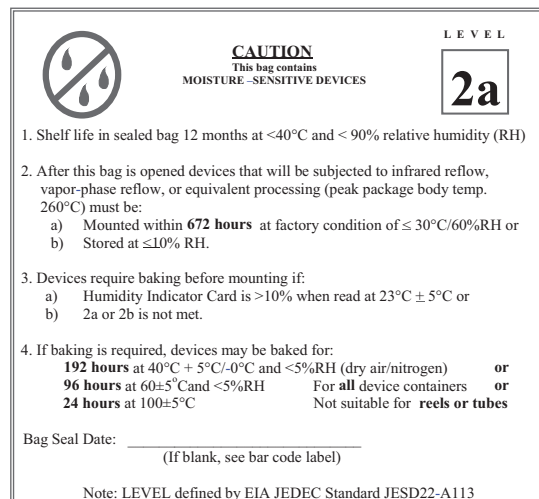 LEVEL
CAUTION
This bag contains
MOISTURE –SENSITIVE DEVICES
2a
1. Shelf life in sealed bag 12 months at <40°C and < 90% relative humidity (RH)
2. After this bag is opened devices that will be subjected to infrared reflow,
vapor-phase reflow, or equivalent processing (peak package body temp.
260°C) must be:
a) Mounted within 672 hours at factory condition of ≤ 30°C/60%RH or
b) Stored at ≤10% RH.
3. Devices require baking before mounting if:
a) Humidity Indicator Card is >10% when read at 23°C ± 5°C or
b) 2a or 2b is not met.
4. If baking is required, devices may be baked for:
192 hours at 40°C + 5°C/-0°C and <5%RH (dry air/nitrogen) or
96 hours at 60±5°Cand <5%RH For all device containers or
24 hours at 100±5°C Not suitable for reels or tubes
Bag Seal Date: ______________________________
(If blank, see bar code label)
Note: LEVEL defined by EIA JEDEC Standard JESD22-A113